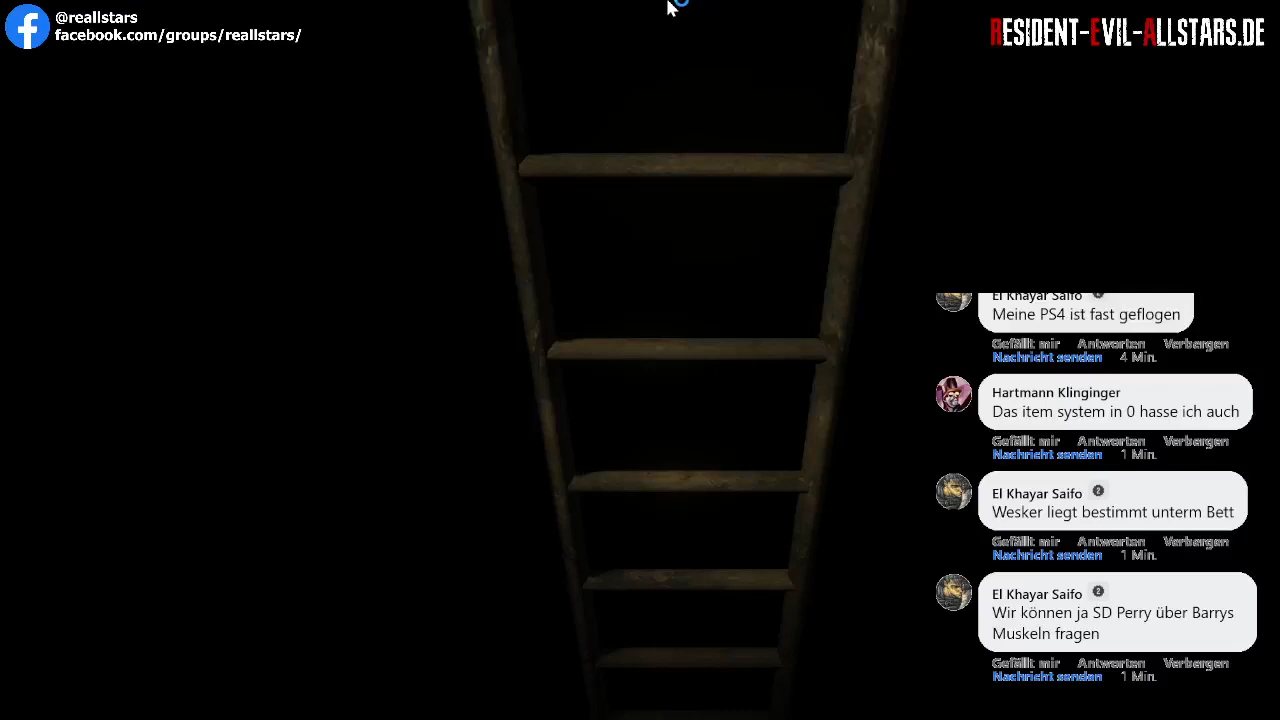 @reallstars
facebook.com/groups/reallstars/
RESIDENT-EVIL-ALLSTARS.DE
El Khayar Saifo
Meine PS4 ist fast geflogen
Gefällt mir Antworten Verbergen
Nachricht senden 4 Min.
Hartmann Klinginger
Das item system in 0 hasse ich auch
Gefällt mir Antworten Verbergen
Nachricht senden 1 Min.
El Khayar Saifo 2
Wesker liegt bestimmt unterm Bett
Gefällt mir Antworten Verbergen
Nachricht senden 1 Min.
El Khayar Saifo 2
Wir können ja SD Perry über Barrys
Muskeln fragen
Gefällt mir Antworten Verbergen
Nachricht senden 1 Min.